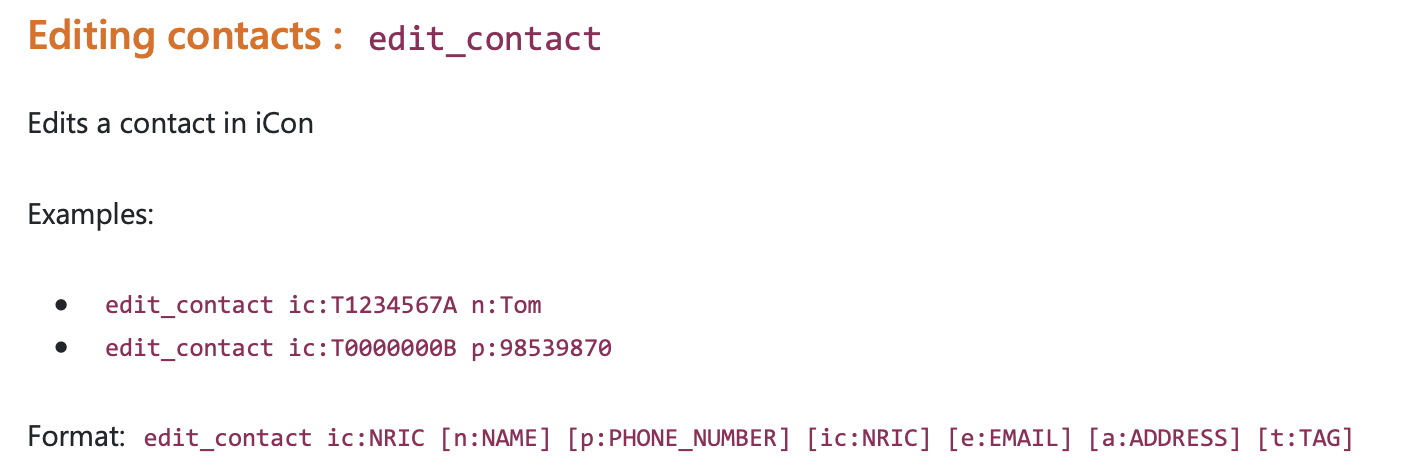 Editing contacts : edit_contact
Edits a contact in iCon
Examples:
● edit_contact ic:T1234567A n:Tom
● edit_contact ic:T0000000B p:98539870
Format: edit_contact ic:NRIC [n:NAME] [p:PHONE_NUMBER] [ic:NRIC] [e:EMAIL] [a:ADDRESS] [t:TAG]